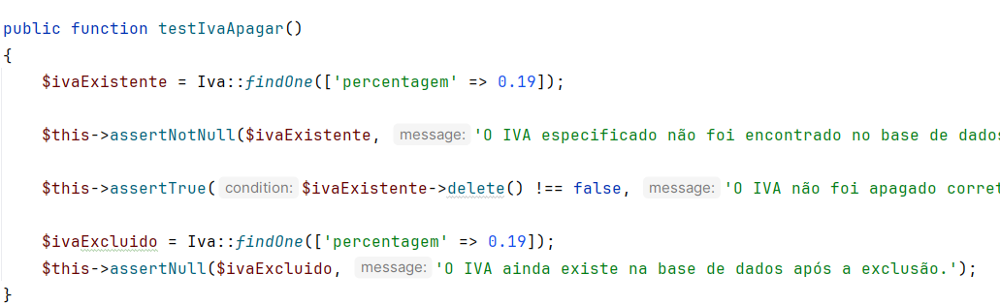 public function testIvaApagar()
{
$ivaExistente = Iva::findOne(['percentagem' => 0.19]);
$this->assertNotNull($ivaExistente, message: 'O IVA especificado não foi encontrado no base de dados
$this->assertTrue( condition: $ivaExistente->delete() !== false, message: 'O IVA não foi apagado corret
$ivaExcluido = Iva::findOne(['percentagem' => 0.19]);
$this->assertNull($ivaExcluido, message: 'O IVA ainda existe na base de dados após a exclusão.');
}